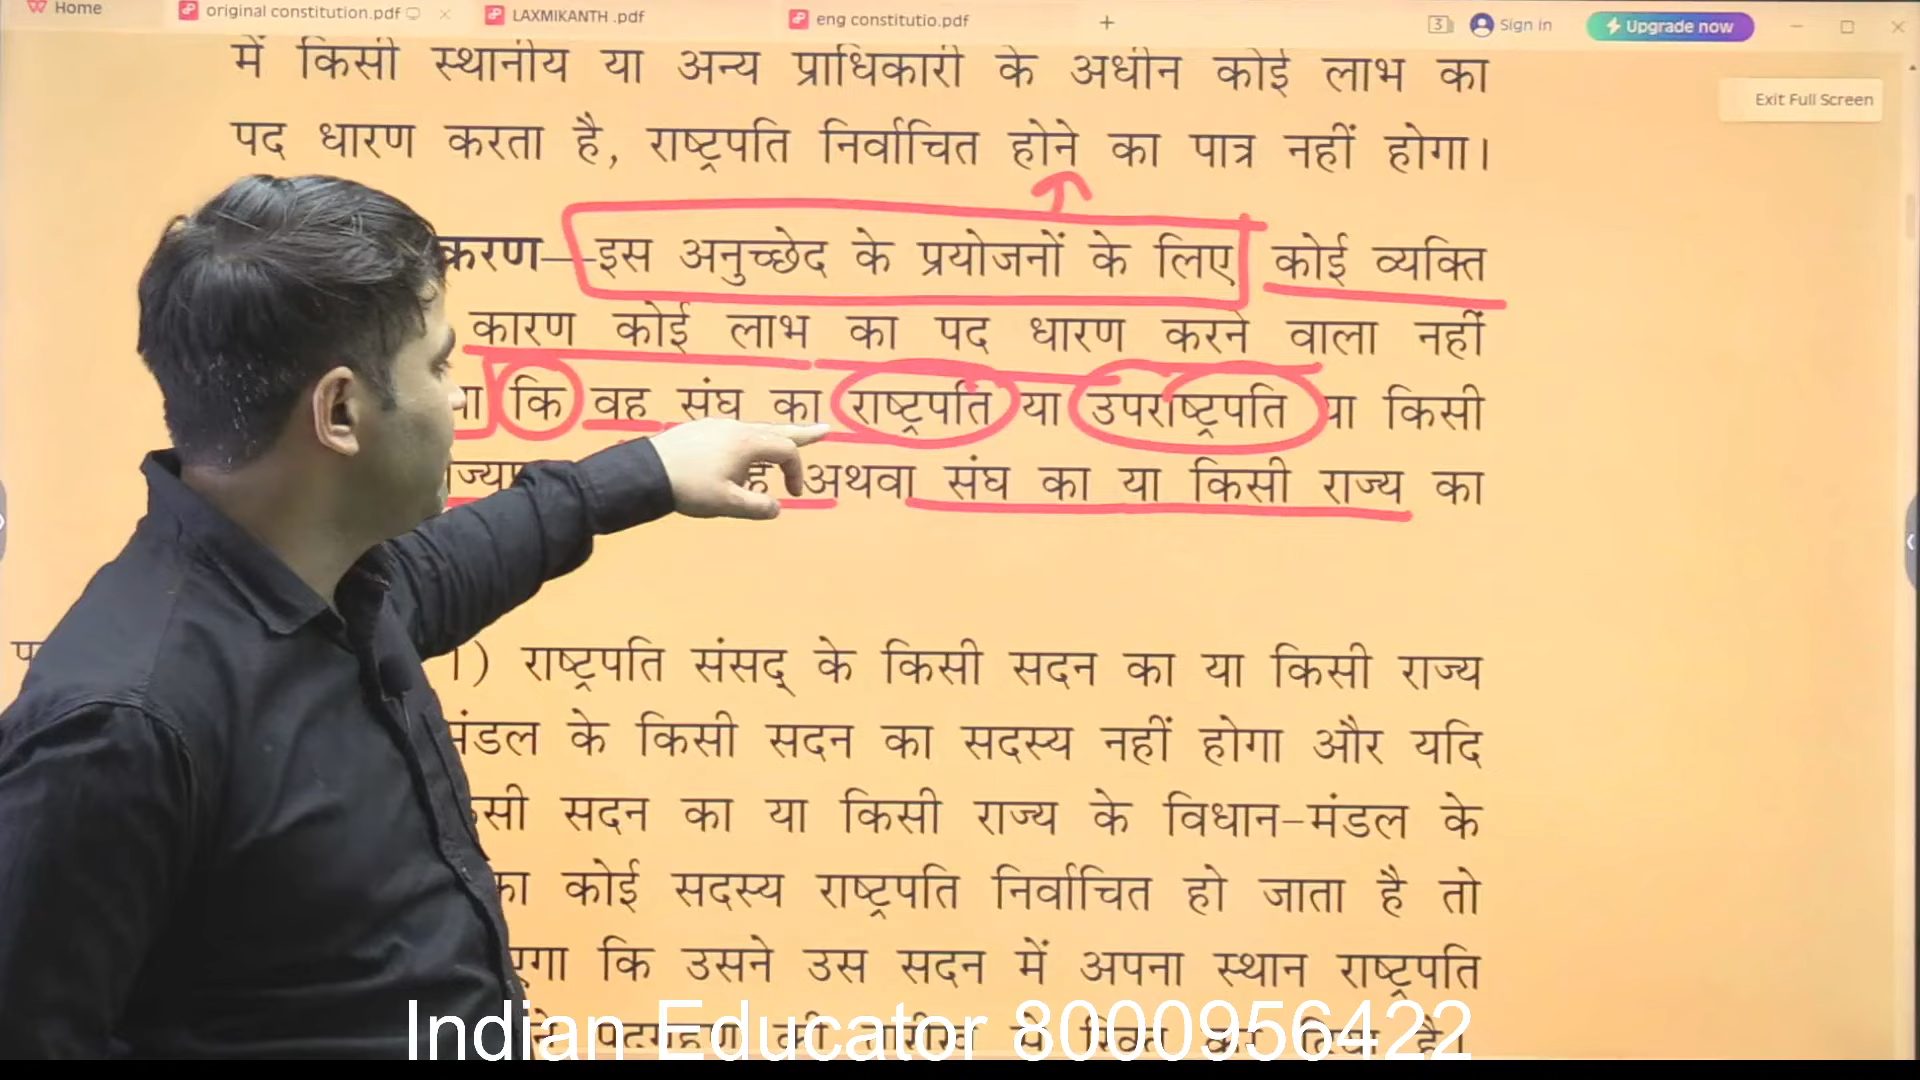 Home original constitution.pdf LAXMIKANTH .pdf eng constitutio.pdf + 3 Sign in Upgrade now
Exit Full Screen
में किसी स्थानीय या अन्य प्राधिकारी के अधीन कोई लाभ का
पद धारण करता है, राष्ट्रपति निर्वाचित होने का पात्र नहीं होगा।
करण—इस अनुच्छेद के प्रयोजनों के लिए कोई व्यक्ति
कारण कोई लाभ का पद धारण करने वाला नहीं
कि वह संघ का राष्ट्रपति या उपराष्ट्रपति या किसी
है अथवा संघ का या किसी राज्य का
1) राष्ट्रपति संसद् के किसी सदन का या किसी राज्य
मंडल के किसी सदन का सदस्य नहीं होगा और यदि
सी सदन का या किसी राज्य के विधान-मंडल के
का कोई सदस्य राष्ट्रपति निर्वाचित हो जाता है तो
एगा कि उसने उस सदन में अपना स्थान राष्ट्रपति
Indian Educator 8000956422